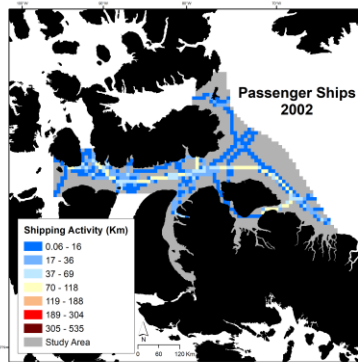 Passenger Ships
2002
Shipping Activity (Km)
0.06 - 16
17 - 36
37 - 69
70 - 118
119 - 188
189 - 304
305 - 535
Study Area
N
0
60
120 Km